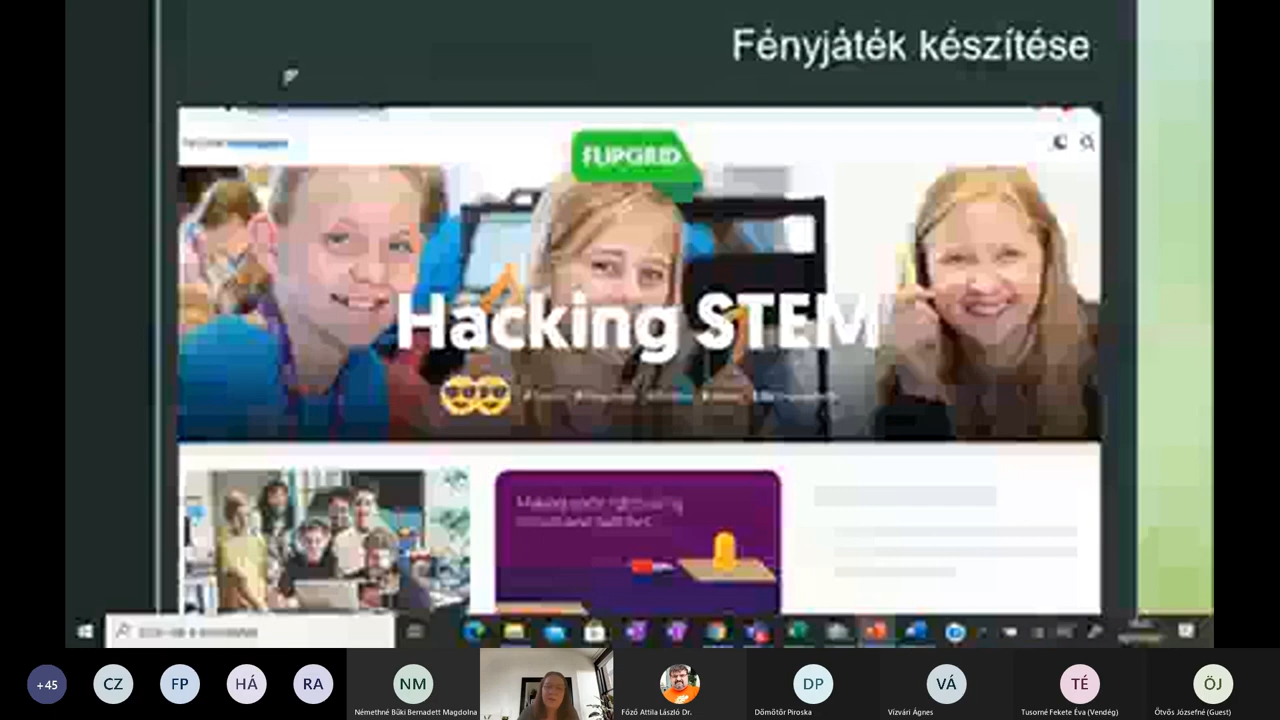 Fényjáték készítése
FLIPGRID
Hacking STEM
+45
CZ
FP
HÁ
RA
NM
Némethné Bűki Bernadett Magdolna
Főző Attila László Dr.
DP
Dömötör Piroska
VÁ
Vízvári Ágnes
TÉ
Tusorné Fekete Éva (Vendég)
ÖJ
Ötvös Józsefné (Guest)